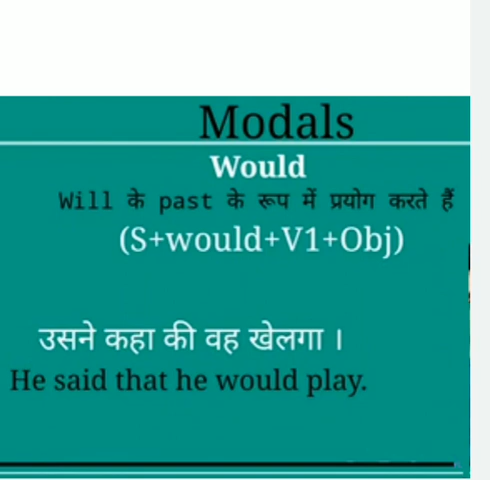 Modals
Would
Will के past के रूप में प्रयोग करते हैं
(S+would+V1+Obj)
उसने कहा की वह खेलगा ।
He said that he would play.